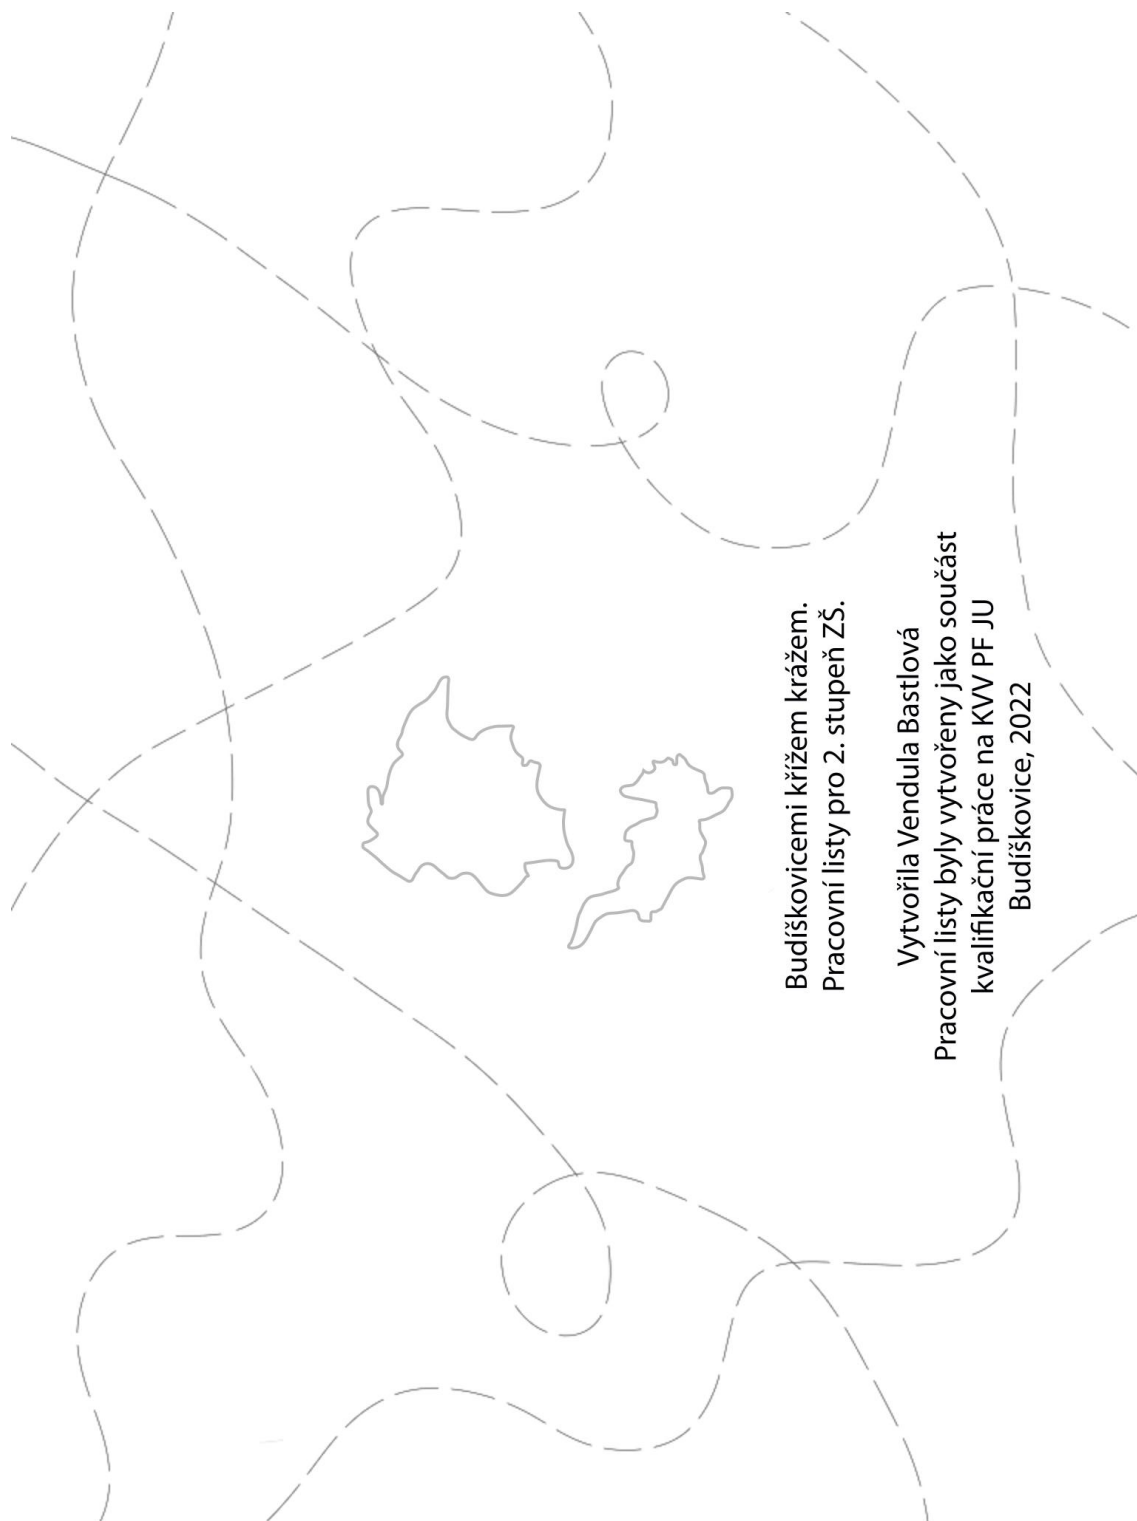 Budíškovicemi křížem krážem.
Pracovní listy pro 2. stupeň ZŠ.
Vytvořila Vendula Bastlová
Pracovní listy byly vytvořeny jako součást
kvalifikační práce na KVV PF JU
Budíškovice, 2022